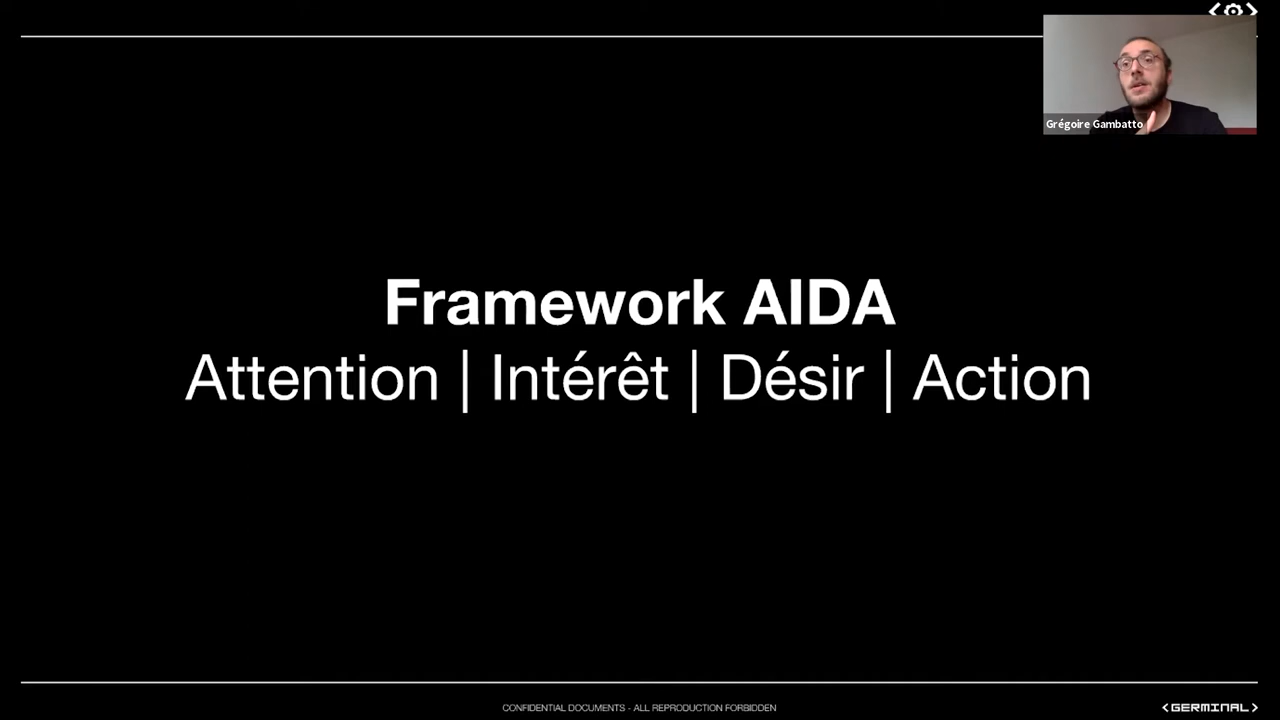 Grégoire Gambatto
Framework AIDA
Attention | Intérêt | Désir | Action
CONFIDENTIAL DOCUMENTS - ALL REPRODUCTION FORBIDDEN
<GERMINAL>